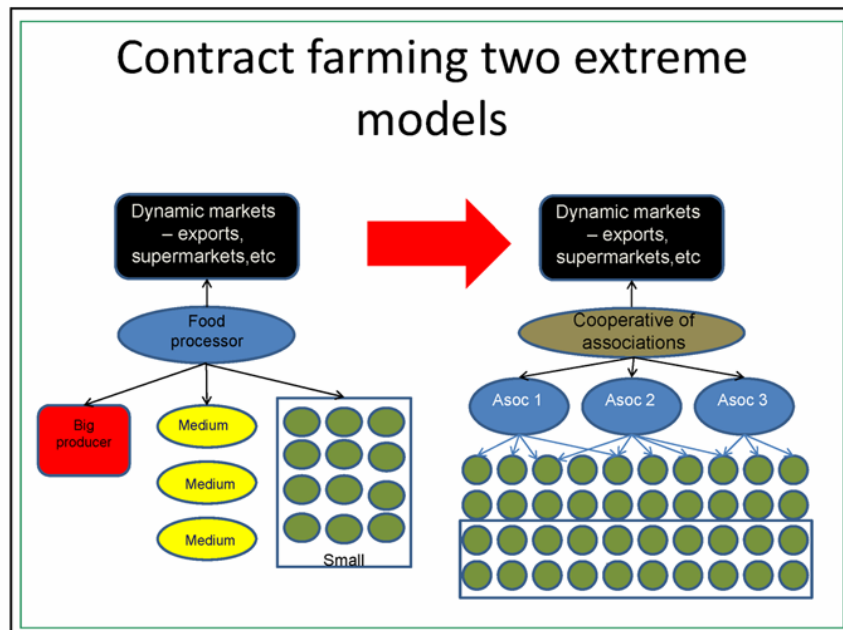 Contract farming two extreme
models
Dynamic markets
– exports,
supermarkets,etc
Food
processor
Big
producer
Medium
Medium
Medium
Small
Dynamic markets
– exports,
supermarkets,etc
Cooperative of
associations
Asoc 1
Asoc 2
Asoc 3